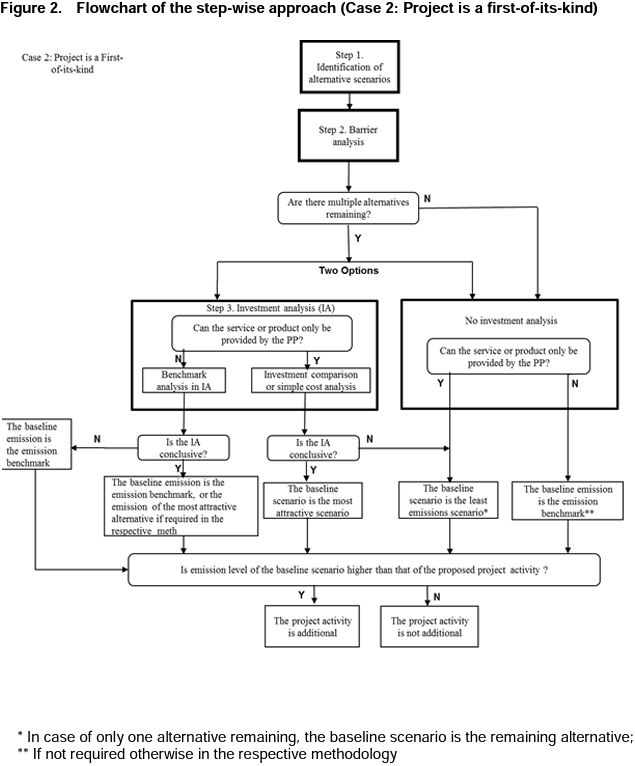 Figure 2. Flowchart of the step-wise approach (Case 2: Project is a first-of-its-kind)
Case 2: Project is a First-
of-its-kind
Step 1.
Identification of
alternative scenarios
Step 2. Barrier
analysis
Are there multiple alternatives
remaining?
N
Y
Two Options
Step 3. Investment analysis (IA)
Can the service or product only be
provided by the PP?
N
Y
Benchmark
analysis in IA
Investment comparison
or simple cost analysis
No investment analysis
Can the service or product only be
provided by the PP?
Y
N
The baseline
emission is
the emission
benchmark
N
Is the IA
conclusive?
Y
Is the IA
conclusive?
N
Y
The baseline emission is the
emission benchmark, or the
emission of the most attractive
alternative if required in the
respective meth
The baseline
scenario is the most
attractive scenario
The baseline
scenario is the least
emissions scenario*
The baseline emission
is the emission
benchmark**
Is emission level of the baseline scenario higher than that of the proposed project activity ?
Y
N
The project activity
is additional
The project activity
is not additional
* In case of only one alternative remaining, the baseline scenario is the remaining alternative;
** If not required otherwise in the respective methodology